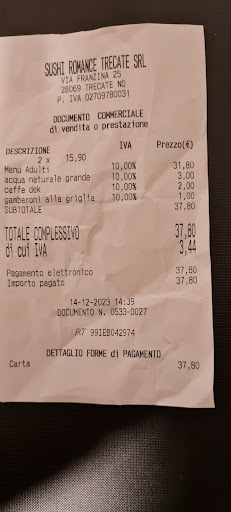 SUSHI ROMANCE TRECATE SRL
VIA FRANZINA 25
28069 TRECATE NO
P. IVA 02709780031
DOCUMENTO COMMERCIALE
di vendita o prestazione
DESCRIZIONE IVA Prezzo(€)
2 x 15,90
Menu Adulti 10,00% 31,80
acqua naturale grande 10,00% 3,00
caffe dek 10,00% 2,00
gamberoni alla griglia 10,00% 1,00
SUBTOTALE 37,80
TOTALE COMPLESSIVO 37,80
di cui IVA 3,44
Pagamento elettronico 37,80
Importo pagato 37,80
14-12-2023 14:39
DOCUMENTO N. 0533-0027
RT 99IEB042974
DETTAGLIO FORME di PAGAMENTO
Carta 37,80